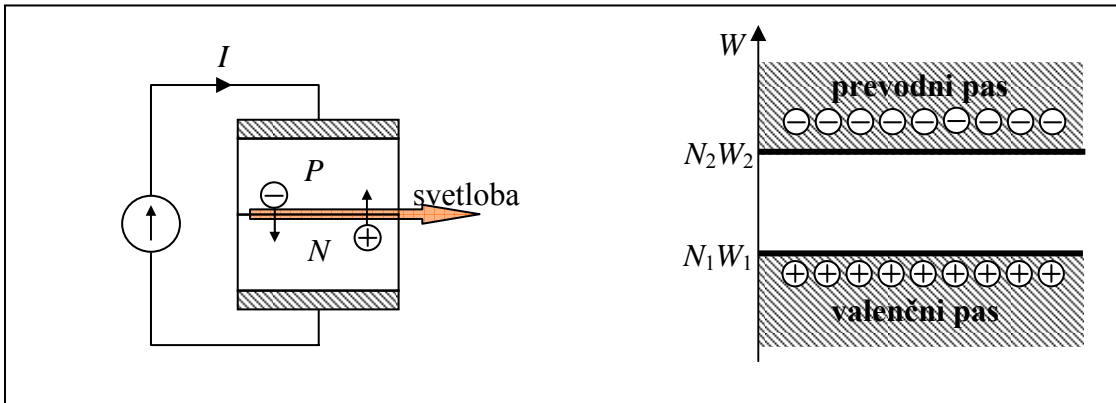 I
P
N
svetloba
W
prevodni pas
− − − − − − − − −
N₂W₂
N₁W₁
+ + + + + + + + +
valenčni pas